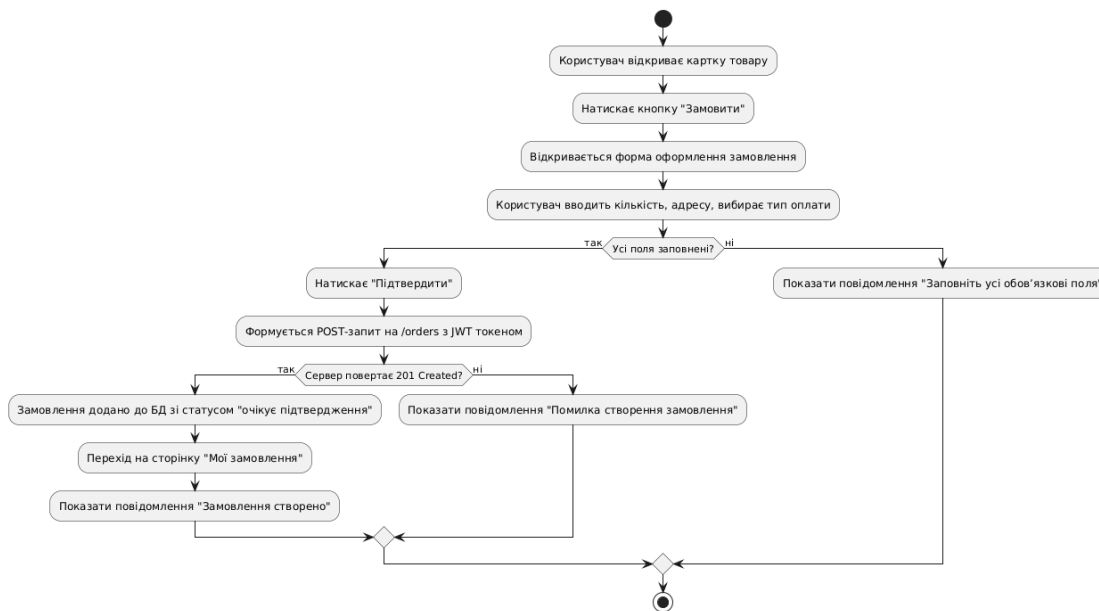 Користувач відкриває картку товару
Натискає кнопку "Замовити"
Відкривається форма оформлення замовлення
Користувач вводить кількість, адресу, вибирає тип оплати
так
Усі поля заповнені?
ні
Натискає "Підтвердити"
Показати повідомлення "Заповніть усі обов’язкові поля"
Формується POST-запит на /orders з JWT токеном
так
Сервер повертає 201 Created?
ні
Замовлення додано до БД зі статусом "очікує підтвердження"
Показати повідомлення "Помилка створення замовлення"
Перехід на сторінку "Мої замовлення"
Показати повідомлення "Замовлення створено"